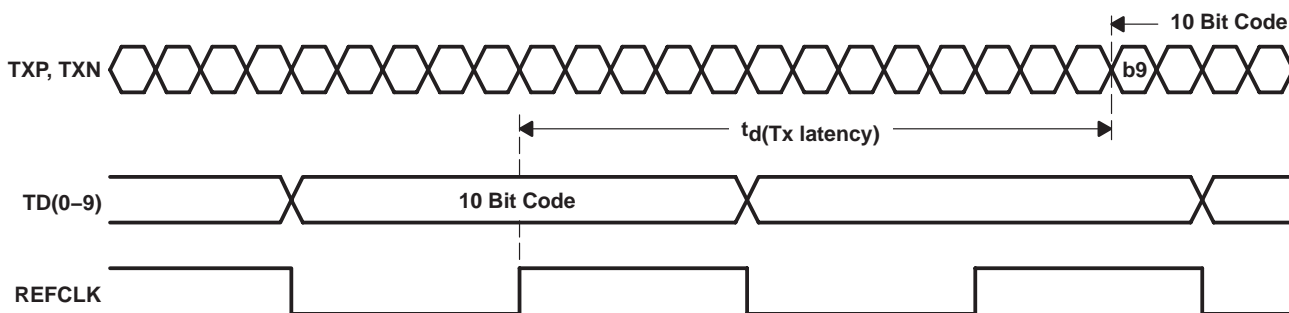 10 Bit Code
TXP, TXN
b9
td(Tx latency)
TD(0–9)
10 Bit Code
REFCLK